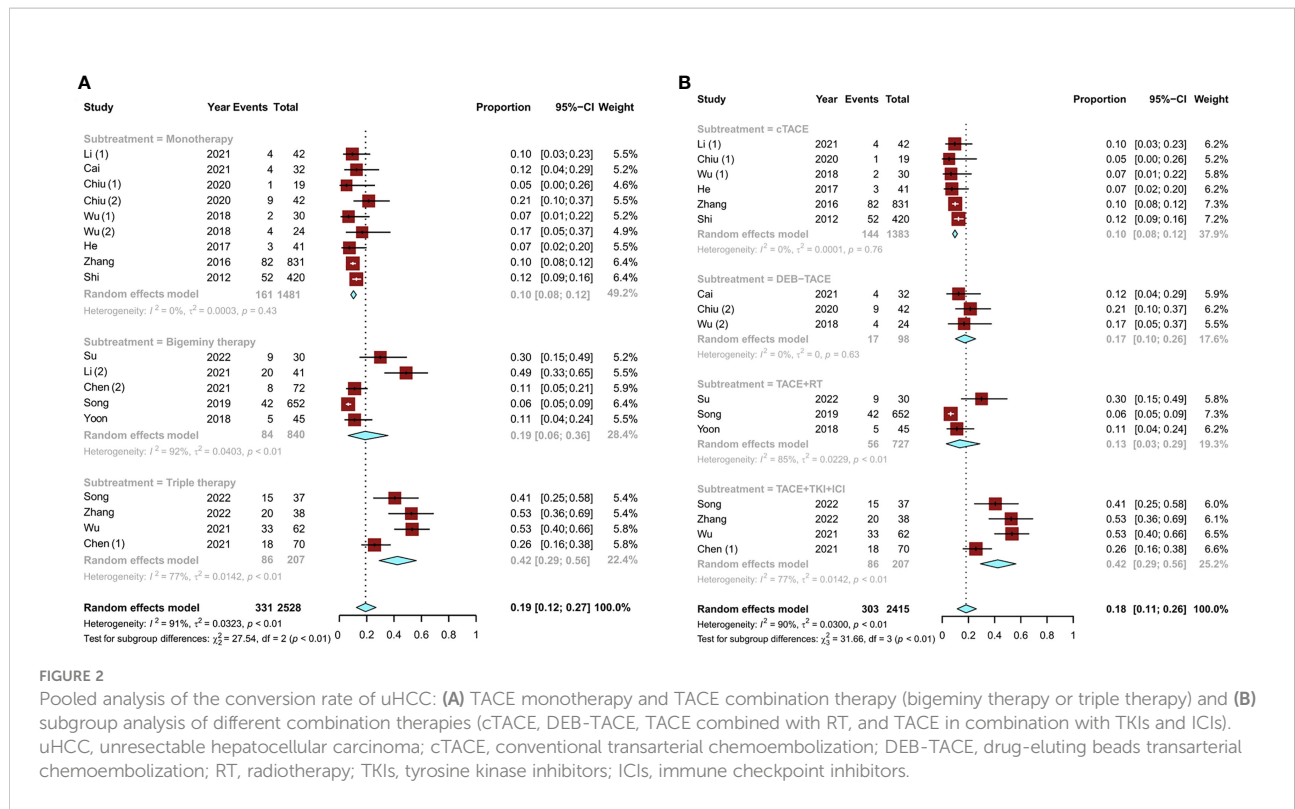 A
Study Year Events Total Proportion 95%−CI Weight
Subtreatment = Monotherapy
Li (1) 2021 4 42 0.10 [0.03; 0.23] 5.5%
Cai 2021 4 32 0.12 [0.04; 0.29] 5.2%
Chiu (1) 2020 1 19 0.05 [0.00; 0.26] 4.6%
Chiu (2) 2020 9 42 0.21 [0.10; 0.37] 5.5%
Wu (1) 2018 2 30 0.07 [0.01; 0.22] 5.2%
Wu (2) 2018 4 24 0.17 [0.05; 0.37] 4.9%
He 2017 3 41 0.07 [0.02; 0.20] 5.5%
Zhang 2016 82 831 0.10 [0.08; 0.12] 6.4%
Shi 2012 52 420 0.12 [0.09; 0.16] 6.4%
Random effects model 161 1481 0.10 [0.08; 0.12] 49.2%
Heterogeneity: I² = 0%, τ² = 0.0003, p = 0.43
Subtreatment = Bigeminy therapy
Su 2022 9 30 0.30 [0.15; 0.49] 5.2%
Li (2) 2021 20 41 0.49 [0.33; 0.65] 5.5%
Chen (2) 2021 8 72 0.11 [0.05; 0.21] 5.9%
Song 2019 42 652 0.06 [0.05; 0.09] 6.4%
Yoon 2018 5 45 0.11 [0.04; 0.24] 5.5%
Random effects model 84 840 0.19 [0.06; 0.36] 28.4%
Heterogeneity: I² = 92%, τ² = 0.0403, p < 0.01
Subtreatment = Triple therapy
Song 2022 15 37 0.41 [0.25; 0.58] 5.4%
Zhang 2022 20 38 0.53 [0.36; 0.69] 5.4%
Wu 2021 33 62 0.53 [0.40; 0.66] 5.8%
Chen (1) 2021 18 70 0.26 [0.16; 0.38] 5.8%
Random effects model 86 207 0.42 [0.29; 0.56] 22.4%
Heterogeneity: I² = 77%, τ² = 0.0142, p < 0.01
Random effects model 331 2528 0.19 [0.12; 0.27] 100.0%
Heterogeneity: I² = 91%, τ² = 0.0323, p < 0.01
Test for subgroup differences: χ²₂ = 27.54, df = 2 (p < 0.01)
0 0.2 0.4 0.6 0.8 1
B
Study Year Events Total Proportion 95%−CI Weight
Subtreatment = cTACE
Li (1) 2021 4 42 0.10 [0.03; 0.23] 6.2%
Chiu (1) 2020 1 19 0.05 [0.00; 0.26] 5.2%
Wu (1) 2018 2 30 0.07 [0.01; 0.22] 5.8%
He 2017 3 41 0.07 [0.02; 0.20] 6.2%
Zhang 2016 82 831 0.10 [0.08; 0.12] 7.3%
Shi 2012 52 420 0.12 [0.09; 0.16] 7.2%
Random effects model 144 1383 0.10 [0.08; 0.12] 37.9%
Heterogeneity: I² = 0%, τ² = 0.0001, p = 0.76
Subtreatment = DEB−TACE
Cai 2021 4 32 0.12 [0.04; 0.29] 5.9%
Chiu (2) 2020 9 42 0.21 [0.10; 0.37] 6.2%
Wu (2) 2018 4 24 0.17 [0.05; 0.37] 5.5%
Random effects model 17 98 0.17 [0.10; 0.26] 17.6%
Heterogeneity: I² = 0%, τ² = 0, p = 0.63
Subtreatment = TACE+RT
Su 2022 9 30 0.30 [0.15; 0.49] 5.8%
Song 2019 42 652 0.06 [0.05; 0.09] 7.3%
Yoon 2018 5 45 0.11 [0.04; 0.24] 6.2%
Random effects model 56 727 0.13 [0.03; 0.29] 19.3%
Heterogeneity: I² = 85%, τ² = 0.0229, p < 0.01
Subtreatment = TACE+TKI+ICI
Song 2022 15 37 0.41 [0.25; 0.58] 6.0%
Zhang 2022 20 38 0.53 [0.36; 0.69] 6.1%
Wu 2021 33 62 0.53 [0.40; 0.66] 6.5%
Chen (1) 2021 18 70 0.26 [0.16; 0.38] 6.6%
Random effects model 86 207 0.42 [0.29; 0.56] 25.2%
Heterogeneity: I² = 77%, τ² = 0.0142, p < 0.01
Random effects model 303 2415 0.18 [0.11; 0.26] 100.0%
Heterogeneity: I² = 90%, τ² = 0.0300, p < 0.01
Test for subgroup differences: χ²₃ = 31.66, df = 3 (p < 0.01)
0 0.2 0.4 0.6 0.8 1
FIGURE 2
Pooled analysis of the conversion rate of uHCC: (A) TACE monotherapy and TACE combination therapy (bigeminy therapy or triple therapy) and (B)
subgroup analysis of different combination therapies (cTACE, DEB-TACE, TACE combined with RT, and TACE in combination with TKIs and ICIs).
uHCC, unresectable hepatocellular carcinoma; cTACE, conventional transarterial chemoembolization; DEB-TACE, drug-eluting beads transarterial
chemoembolization; RT, radiotherapy; TKIs, tyrosine kinase inhibitors; ICIs, immune checkpoint inhibitors.